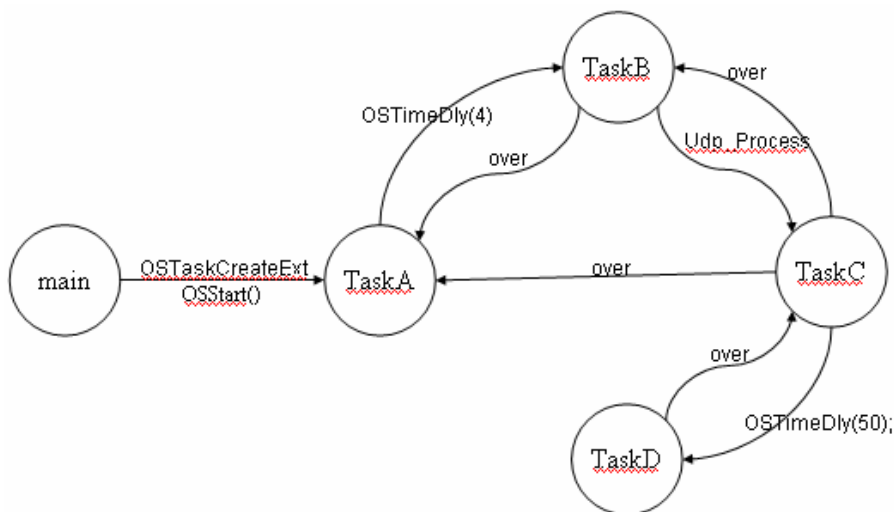 TaskB
over
OSTimeDly(4)
Udp_Process
over
main
OSTaskCreateExt
OSStart()
TaskA
over
TaskC
over
OSTimeDly(50);
TaskD